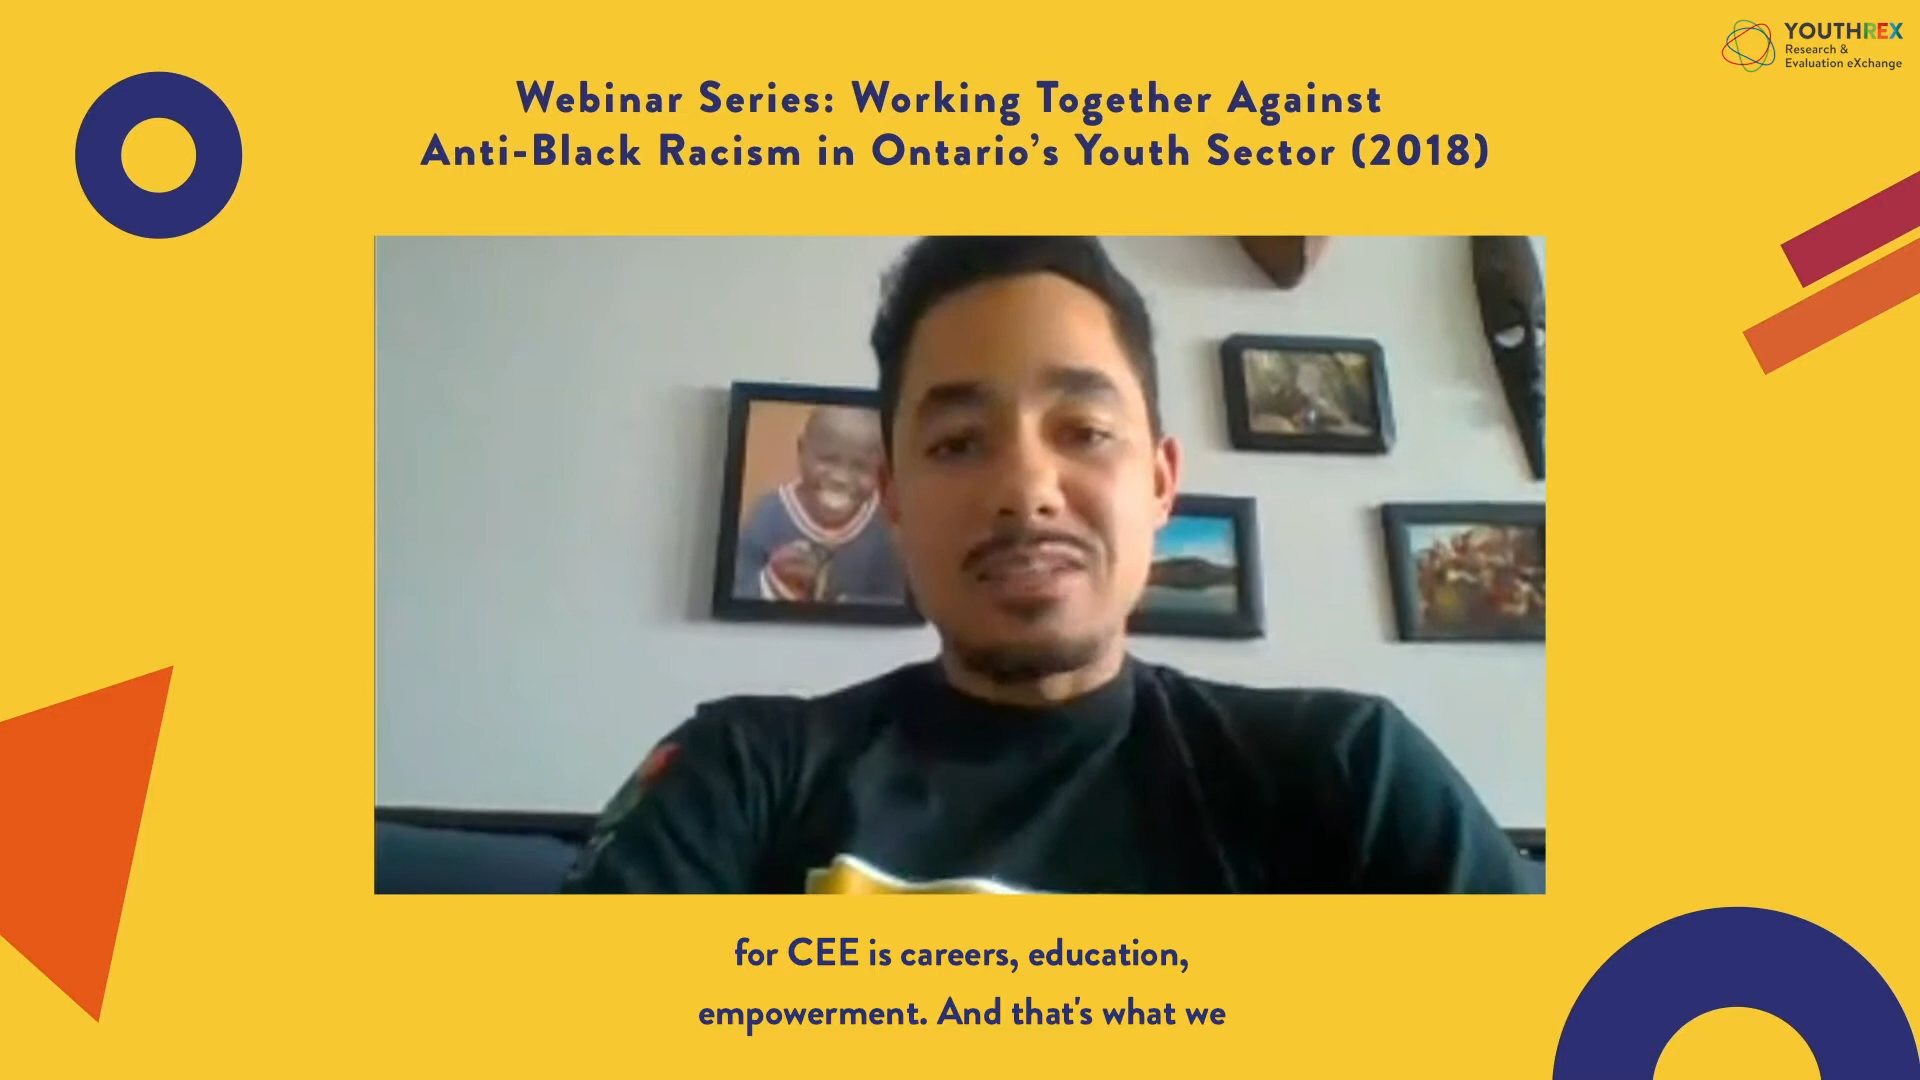 YOUTHREX
Research &
Evaluation eXchange
Webinar Series: Working Together Against
Anti-Black Racism in Ontario’s Youth Sector (2018)
for CEE is careers, education,
empowerment. And that's what we